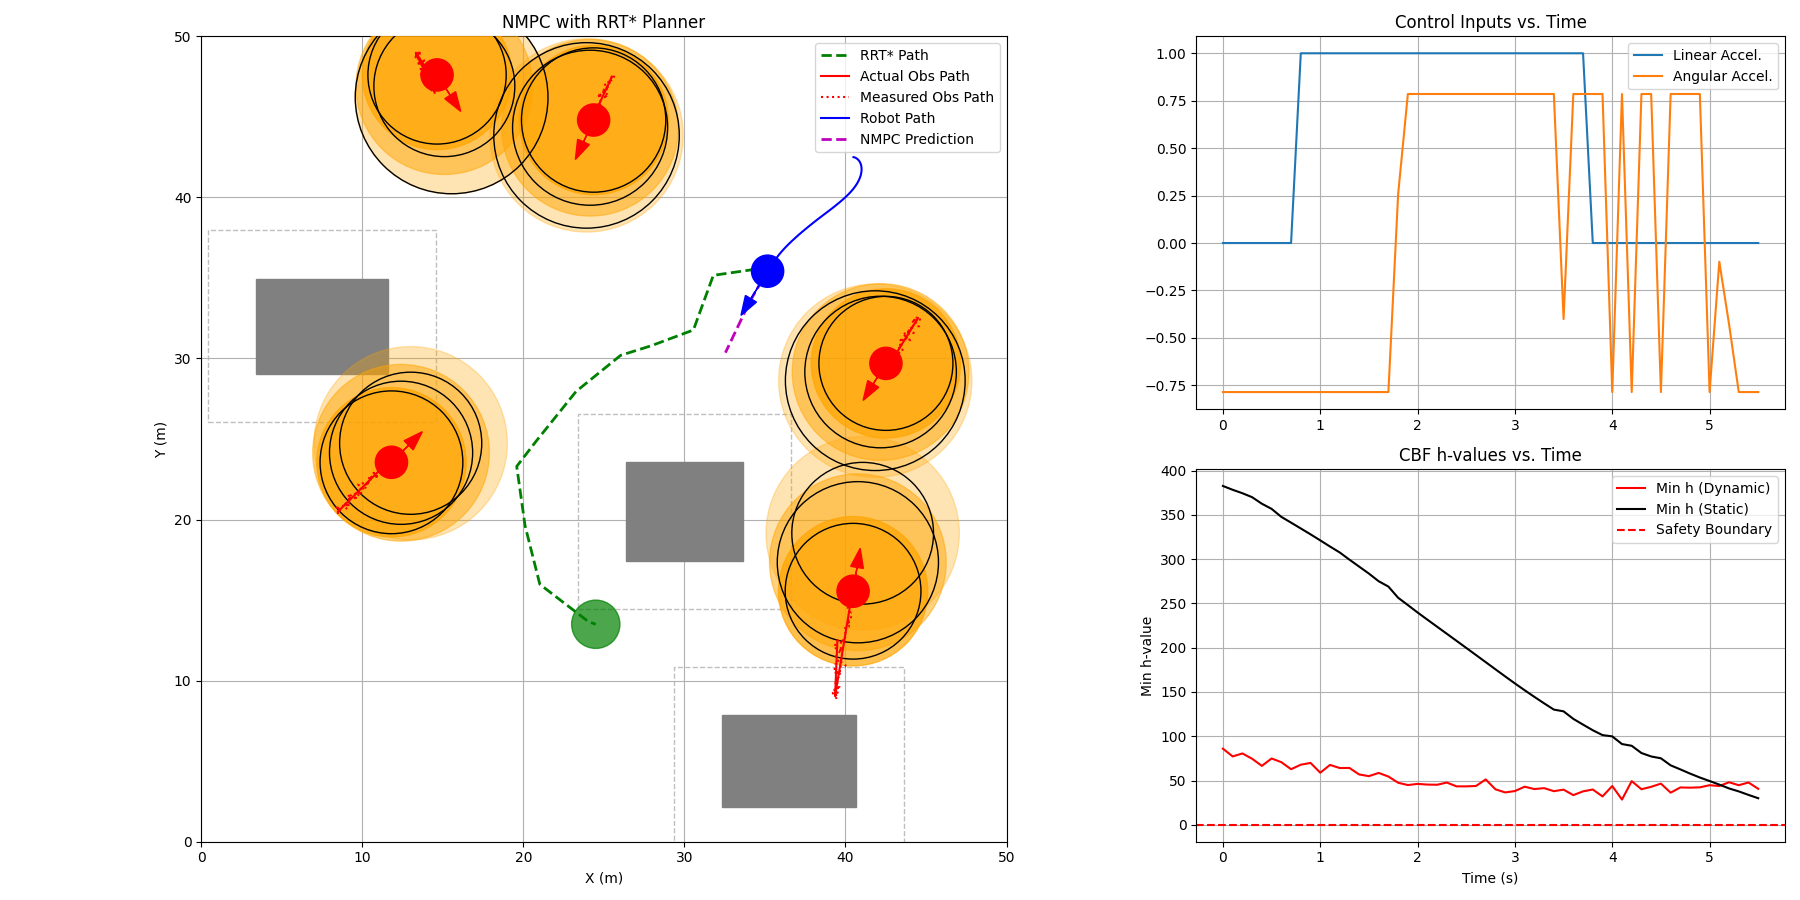 NMPC with RRT* Planner
50
40
30
20
10
0
Y (m)
0 10 20 30 40 50
X (m)
RRT* Path
Actual Obs Path
Measured Obs Path
Robot Path
NMPC Prediction
Control Inputs vs. Time
1.00
0.75
0.50
0.25
0.00
−0.25
−0.50
−0.75
0 1 2 3 4 5
Linear Accel.
Angular Accel.
CBF h-values vs. Time
400
350
300
250
200
150
100
50
0
Min h-value
0 1 2 3 4 5
Time (s)
Min h (Dynamic)
Min h (Static)
Safety Boundary